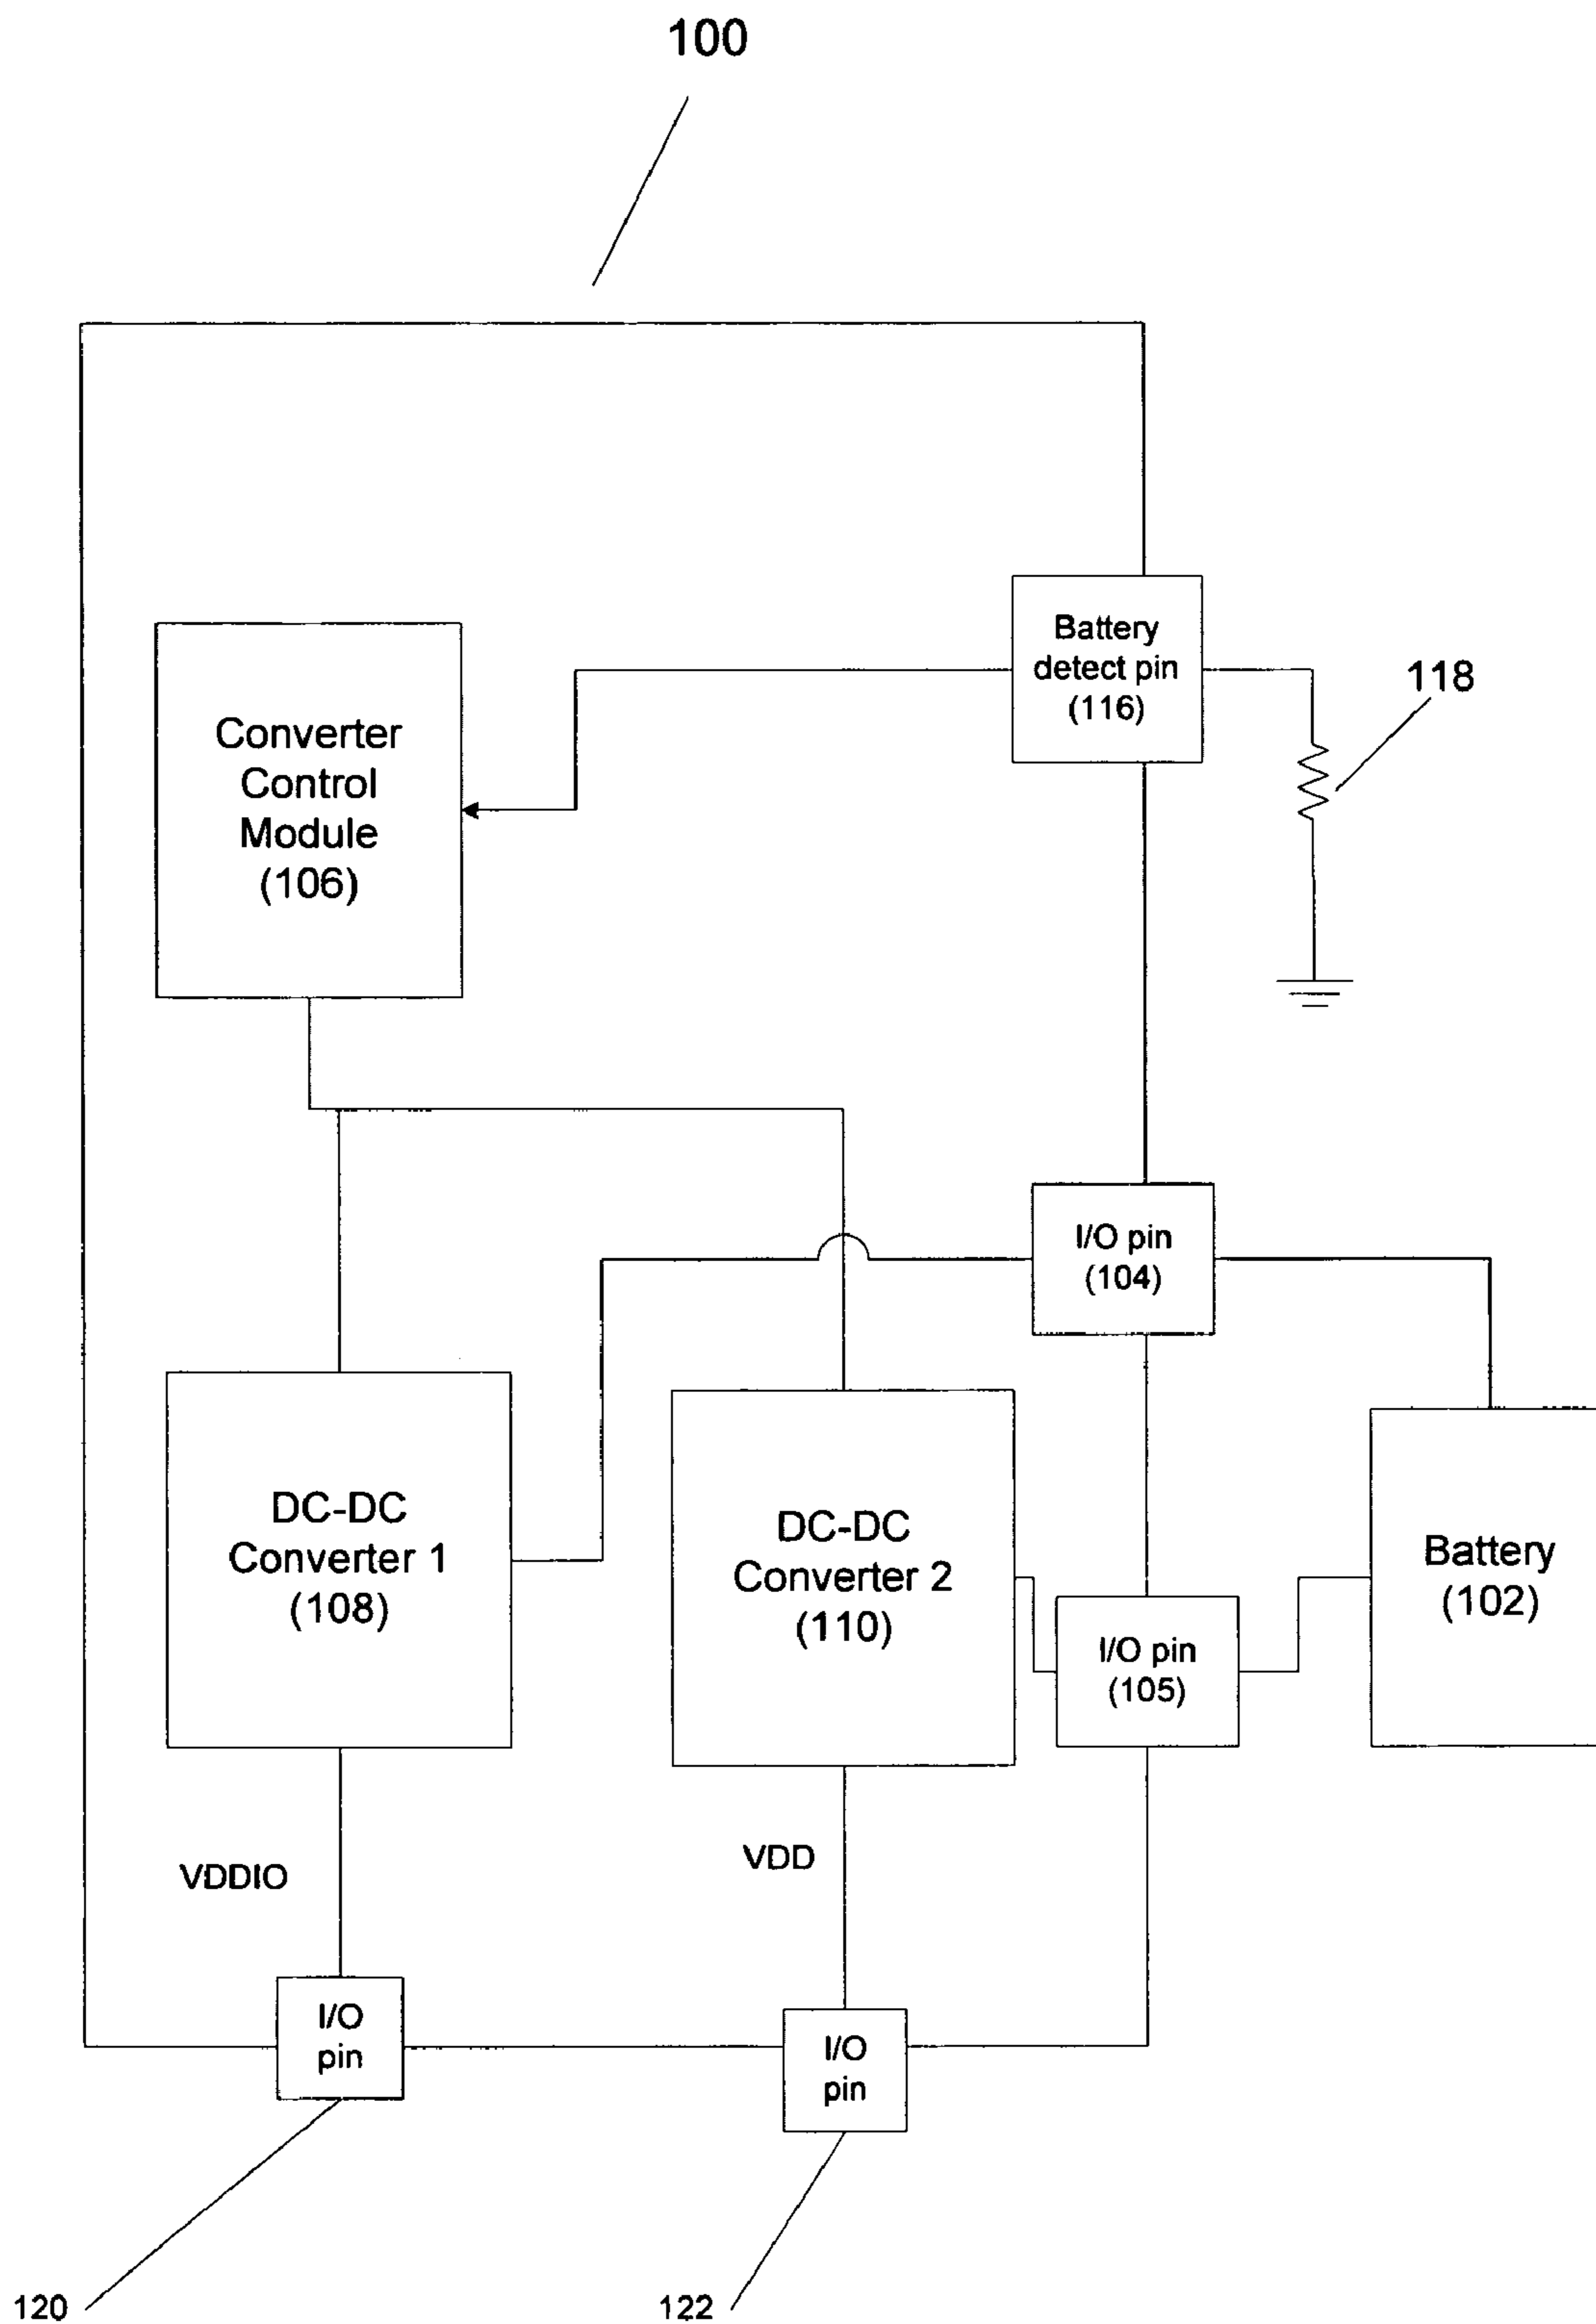 100
Battery
detect pin
(116)
118
Converter
Control
Module
(106)
I/O pin
(104)
DC-DC
Converter 1
(108)
DC-DC
Converter 2
(110)
Battery
(102)
I/O pin
(105)
VDDIO
VDD
I/O
pin
I/O
pin
120
122